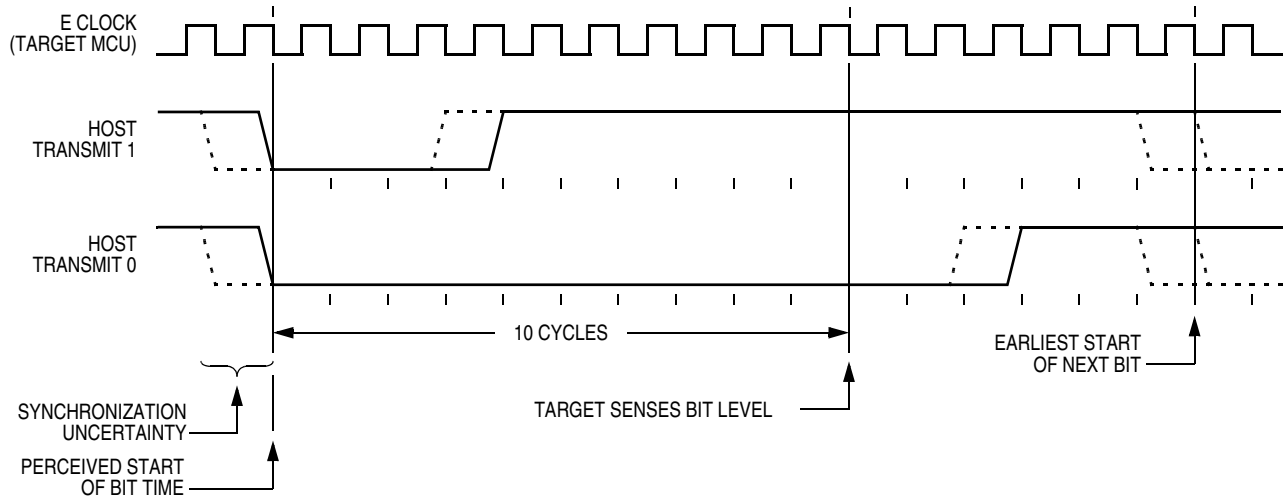 E CLOCK
(TARGET MCU)
HOST
TRANSMIT 1
HOST
TRANSMIT 0
10 CYCLES
EARLIEST START
OF NEXT BIT
TARGET SENSES BIT LEVEL
SYNCHRONIZATION
UNCERTAINTY
PERCEIVED START
OF BIT TIME